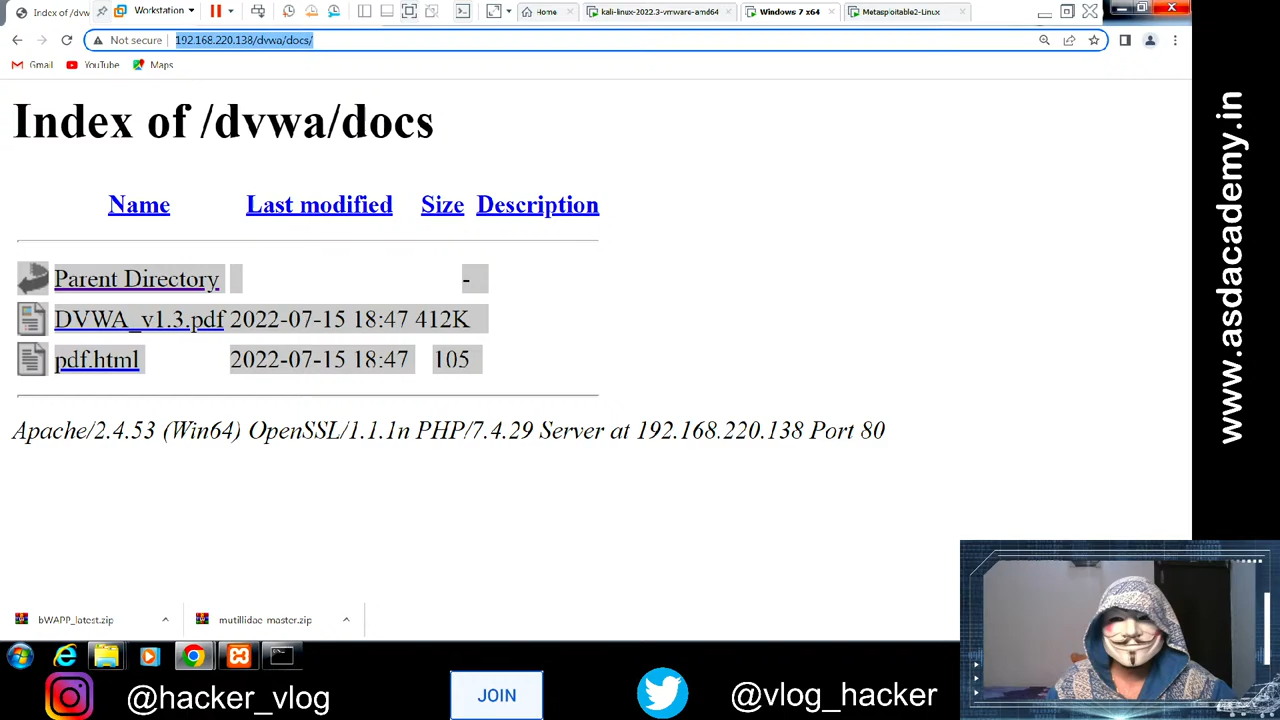 Index of /dvw
Workstation
Home
kali-linux-2022.3-vmware-amd64
Windows 7 x64
Metasploitable2-Linux
Not secure
192.168.220.138/dvwa/docs/
Gmail
YouTube
Maps
Index of /dvwa/docs
Name Last modified Size Description
Parent Directory -
DVWA_v1.3.pdf 2022-07-15 18:47 412K
pdf.html 2022-07-15 18:47 105
Apache/2.4.53 (Win64) OpenSSL/1.1.1n PHP/7.4.29 Server at 192.168.220.138 Port 80
www.asdacademy.in
bWAPP_latest.zip
mutillidae-master.zip
@hacker_vlog
JOIN
@vlog_hacker